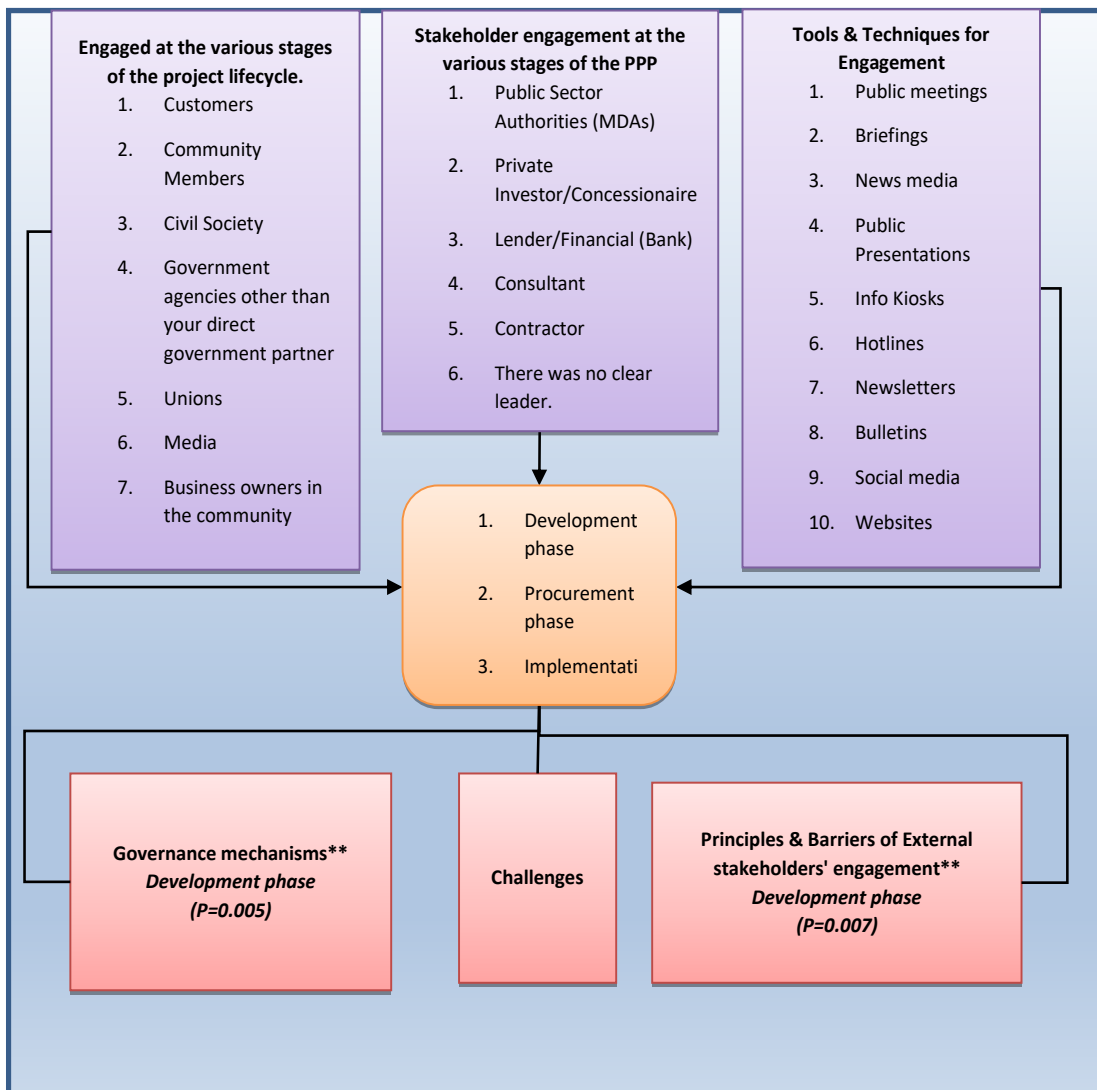 Engaged at the various stages
of the project lifecycle.
1. Customers
2. Community
Members
3. Civil Society
4. Government
agencies other than
your direct
government partner
5. Unions
6. Media
7. Business owners in
the community
Stakeholder engagement at the
various stages of the PPP
1. Public Sector
Authorities (MDAs)
2. Private
Investor/Concessionaire
3. Lender/Financial (Bank)
4. Consultant
5. Contractor
6. There was no clear
leader.
Tools & Techniques for
Engagement
1. Public meetings
2. Briefings
3. News media
4. Public
Presentations
5. Info Kiosks
6. Hotlines
7. Newsletters
8. Bulletins
9. Social media
10. Websites
1. Development
phase
2. Procurement
phase
3. Implementati
Governance mechanisms**
Development phase
(P=0.005)
Challenges
Principles & Barriers of External
stakeholders' engagement**
Development phase
(P=0.007)